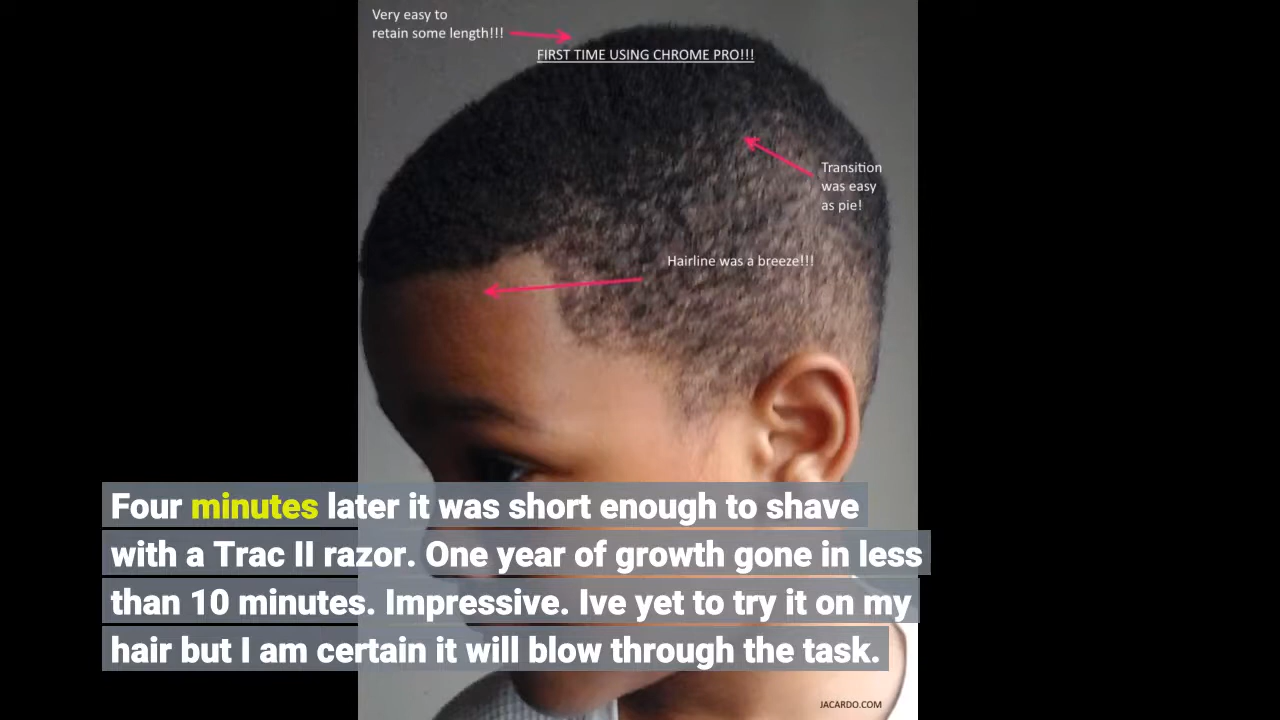 Very easy to
retain some length!!!
FIRST TIME USING CHROME PRO!!!
Transition
was easy
as pie!
Hairline was a breeze!!!
Four minutes later it was short enough to shave
with a Trac II razor. One year of growth gone in less
than 10 minutes. Impressive. Ive yet to try it on my
hair but I am certain it will blow through the task.
JACARDO.COM